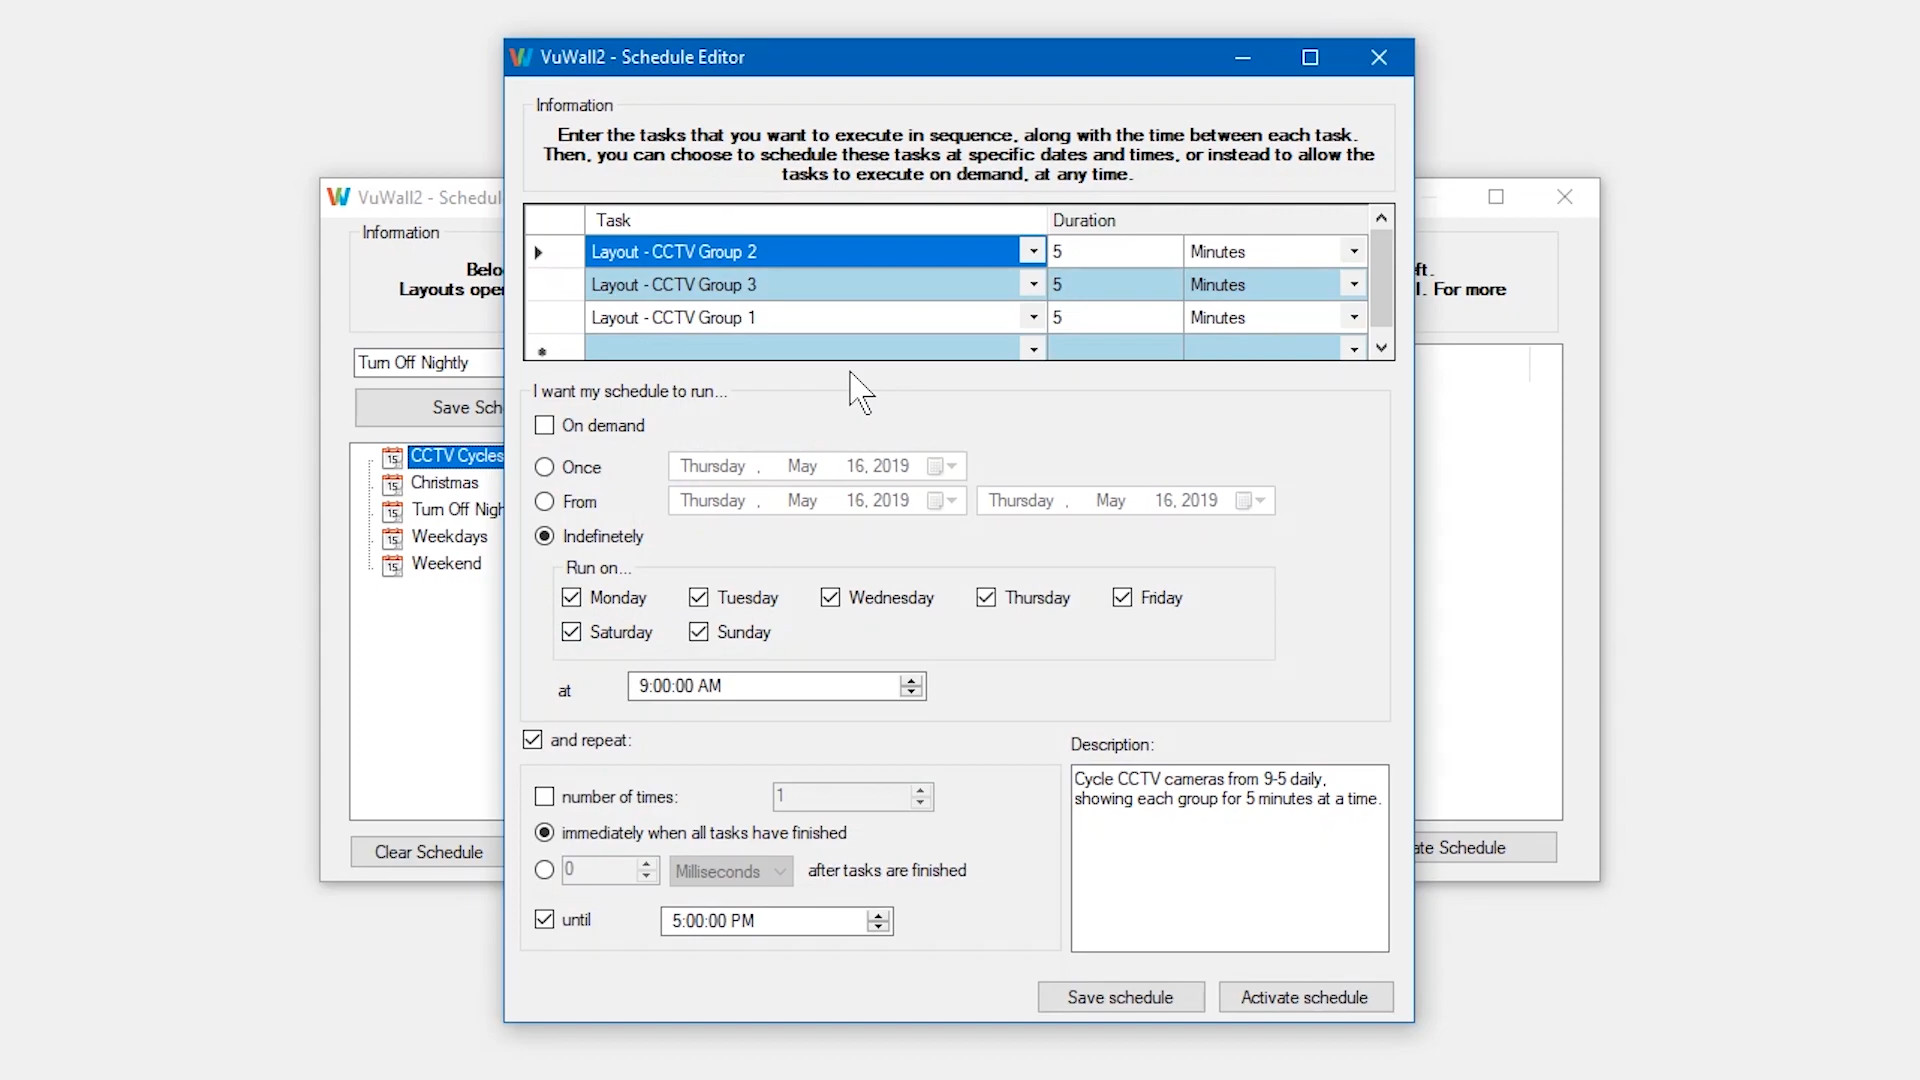 VuWall2 - Schedule Editor
Information
Enter the tasks that you want to execute in sequence, along with the time between each task.
Then, you can choose to schedule these tasks at specific dates and times, or instead to allow the
tasks to execute on demand, at any time.
Task Duration
Layout - CCTV Group 2 5 Minutes
Layout - CCTV Group 3 5 Minutes
Layout - CCTV Group 1 5 Minutes
I want my schedule to run...
On demand
Once Thursday , May 16, 2019
From Thursday , May 16, 2019 Thursday , May 16, 2019
Indefinetely
Run on...
Monday Tuesday Wednesday Thursday Friday
Saturday Sunday
at 9:00:00 AM
and repeat:
number of times: 1
immediately when all tasks have finished
0 Milliseconds after tasks are finished
until 5:00:00 PM
Description:
Cycle CCTV cameras from 9-5 daily,
showing each group for 5 minutes at a time.
Save schedule Activate schedule
VuWall2 - Schedul
Information
Belo
Layouts ope
ft.
l. For more
Turn Off Nightly
Save Sch
CCTV Cycles
Christmas
Turn Off Nigh
Weekdays
Weekend
Clear Schedule
ate Schedule